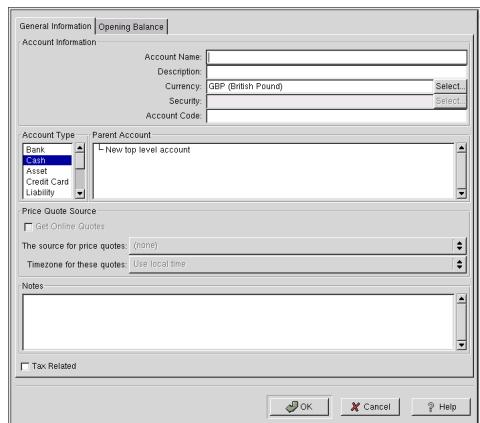 General Information
Opening Balance
Account Information
Account Name:
Description:
Currency: GBP (British Pound) Select...
Security: Select...
Account Code:
Account Type
Parent Account
Bank
Cash
Asset
Credit Card
Liability
New top level account
Price Quote Source
Get Online Quotes
The source for price quotes: (none)
Timezone for these quotes: Use local time
Notes
Tax Related
OK
Cancel
Help